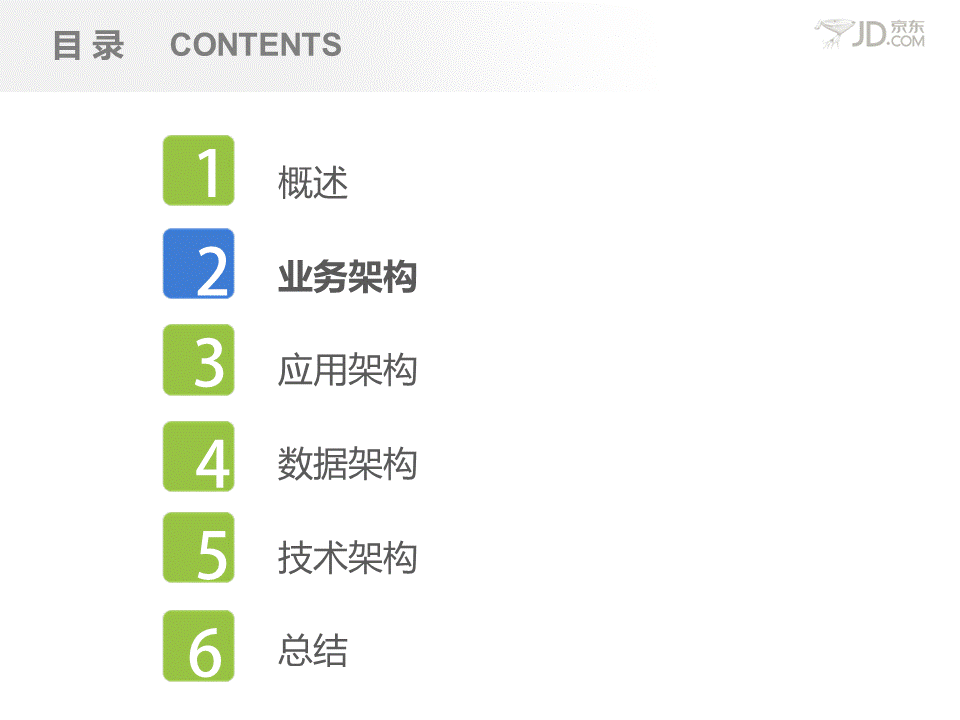 目 录 CONTENTS
JD.COM 京东
1 概述
2 业务架构
3 应用架构
4 数据架构
5 技术架构
6 总结